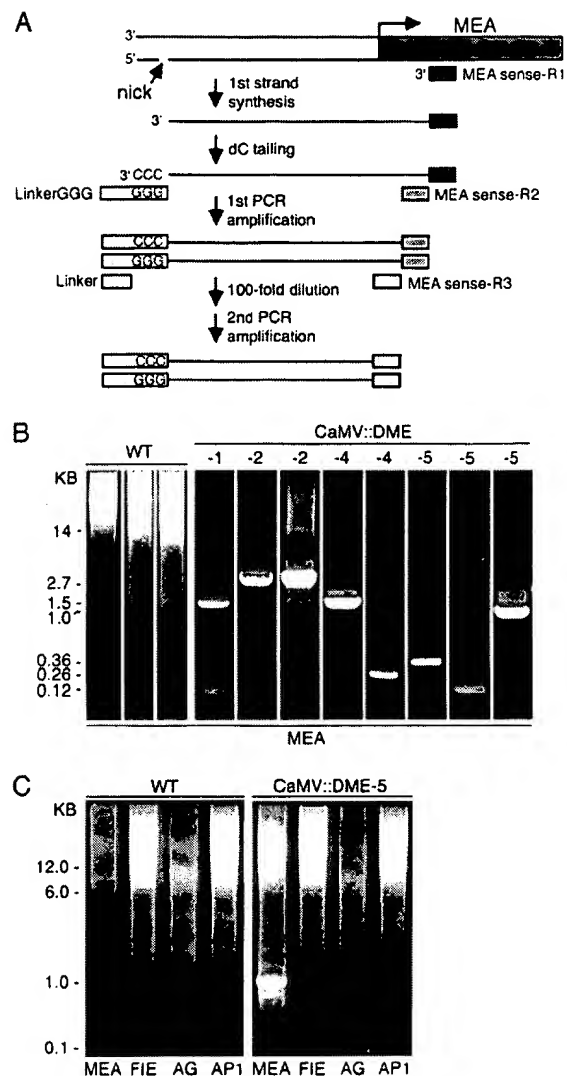 A
3'
MEA
5'
nick
3' MEA sense-R1
1st strand
synthesis
3'
dC tailing
3' CCC
LinkerGGG GGG MEA sense-R2
1st PCR
amplification
CCC
GGG
Linker MEA sense-R3
100-fold dilution
2nd PCR
amplification
CCC
GGG
B
CaMV::DME
WT -1 -2 -2 -4 -4 -5 -5 -5
KB
14 -
2.7 -
1.5 -
1.0
0.36 -
0.26 -
0.12 -
MEA
C
WT CaMV::DME-5
KB
12.0 -
6.0 -
1.0 -
0.1 -
MEA FIE AG AP1 MEA FIE AG AP1